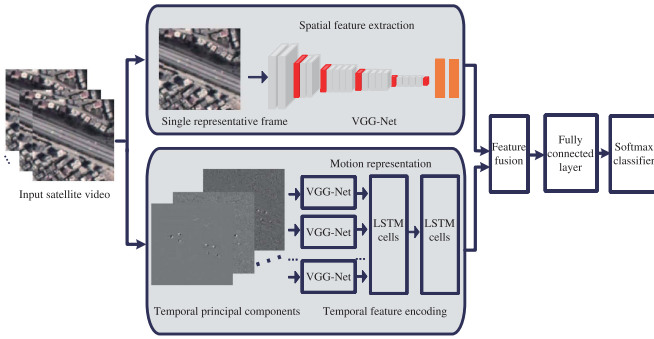 Spatial feature extraction
Single representative frame
VGG-Net
Input satellite video
Motion representation
VGG-Net
VGG-Net
VGG-Net
LSTM
cells
LSTM
cells
Temporal principal components
Temporal feature encoding
Feature
fusion
Fully
connected
layer
Softmax
classifier